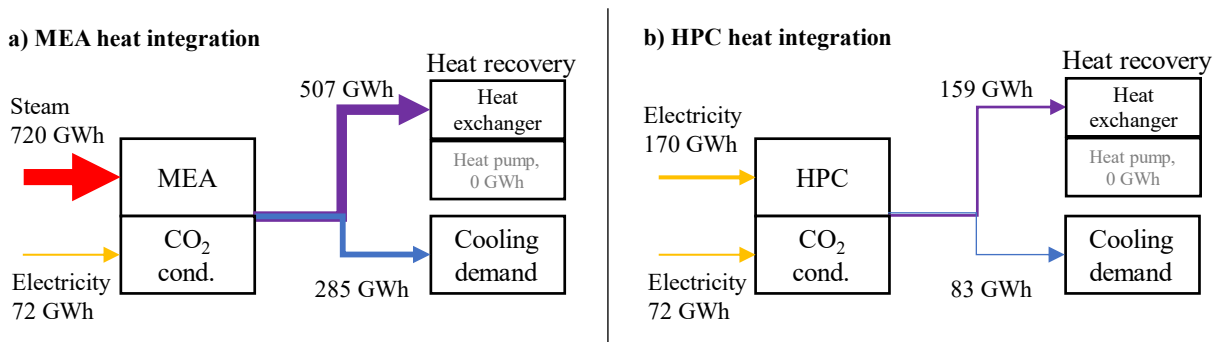 a) MEA heat integration
Heat recovery
507 GWh
Heat
exchanger
Steam
720 GWh
MEA
Heat pump,
0 GWh
CO₂
cond.
Cooling
demand
Electricity
72 GWh
285 GWh
b) HPC heat integration
Heat recovery
159 GWh
Heat
exchanger
Electricity
170 GWh
HPC
Heat pump,
0 GWh
CO₂
cond.
Cooling
demand
Electricity
72 GWh
83 GWh